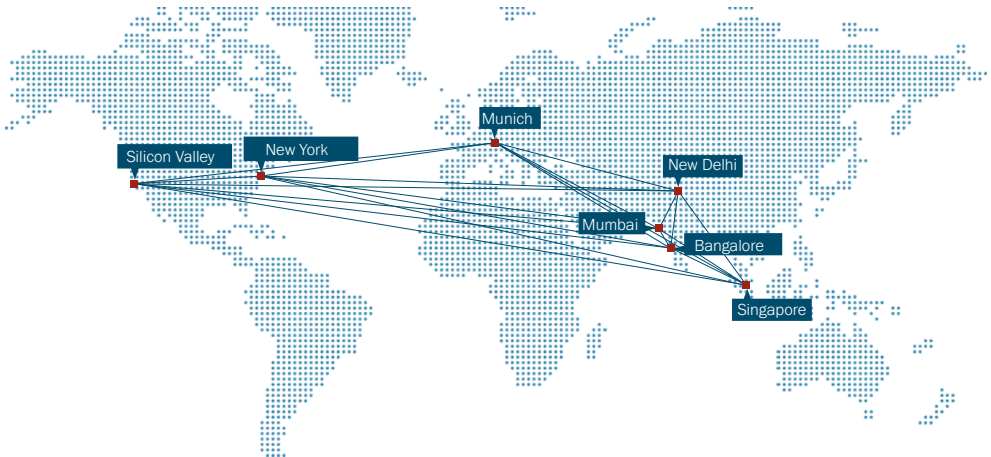 Munich
New York
Silicon Valley
New Delhi
Mumbai
Bangalore
Singapore